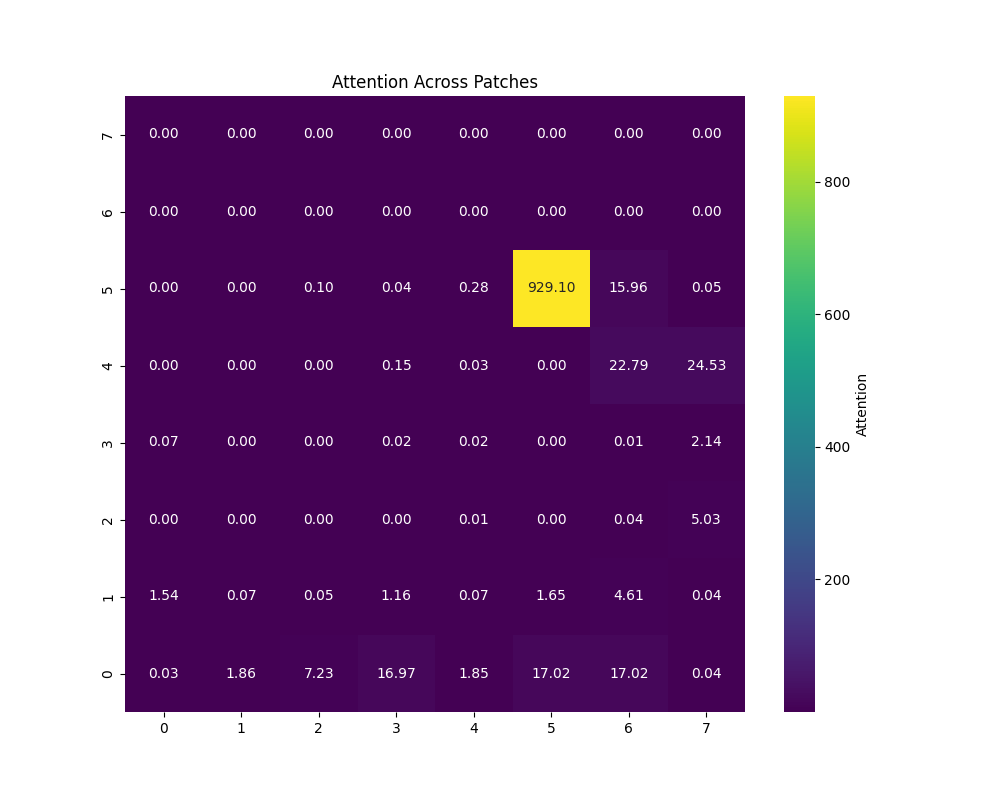 Attention Across Patches
7 0.00 0.00 0.00 0.00 0.00 0.00 0.00 0.00
6 0.00 0.00 0.00 0.00 0.00 0.00 0.00 0.00
5 0.00 0.00 0.10 0.04 0.28 929.10 15.96 0.05
4 0.00 0.00 0.00 0.15 0.03 0.00 22.79 24.53
3 0.07 0.00 0.00 0.02 0.02 0.00 0.01 2.14
2 0.00 0.00 0.00 0.00 0.01 0.00 0.04 5.03
1 1.54 0.07 0.05 1.16 0.07 1.65 4.61 0.04
0 0.03 1.86 7.23 16.97 1.85 17.02 17.02 0.04
0 1 2 3 4 5 6 7
800
600
400
200
Attention